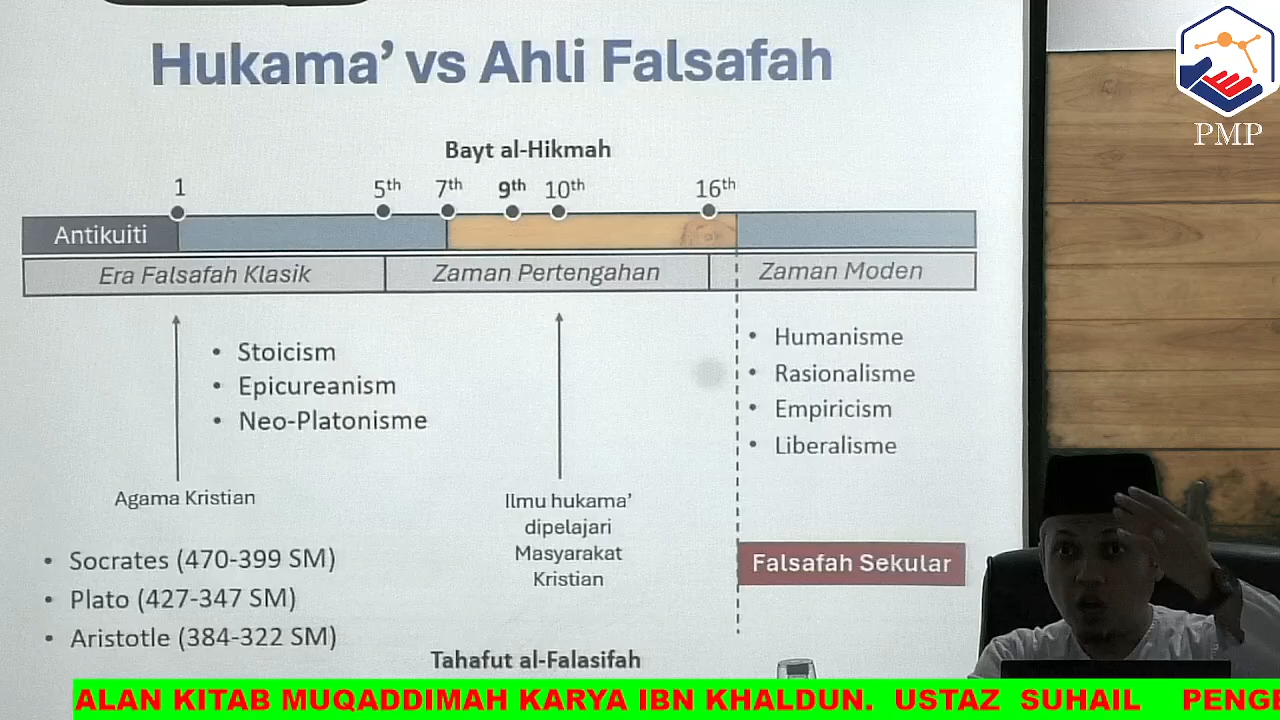 Hukama’ vs Ahli Falsafah
PMP
Bayt al-Hikmah
1 5th 7th 9th 10th 16th
Antikuiti
Era Falsafah Klasik Zaman Pertengahan Zaman Moden
• Stoicism
• Epicureanism
• Neo-Platonisme
• Humanisme
• Rasionalisme
• Empiricism
• Liberalisme
Agama Kristian
Ilmu hukama’
dipelajari
Masyarakat
Kristian
• Socrates (470-399 SM)
• Plato (427-347 SM)
• Aristotle (384-322 SM)
Falsafah Sekular
Tahafut al-Falasifah
ALAN KITAB MUQADDIMAH KARYA IBN KHALDUN. USTAZ SUHAIL PENGE